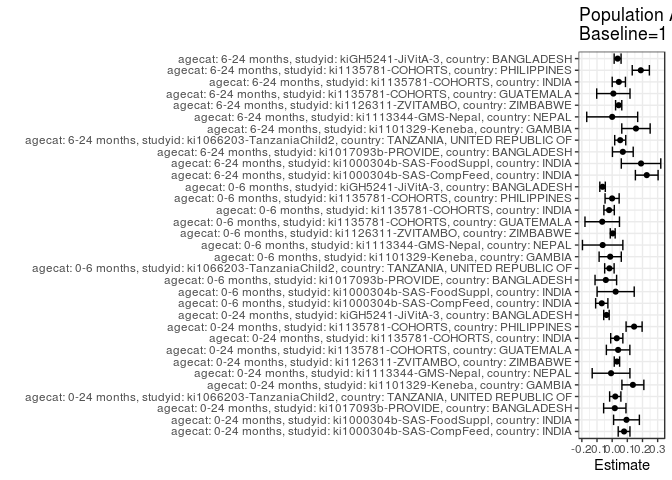 Population A
Baseline=1
agecat: 6-24 months, studyid: kiGH5241-JiVitA-3, country: BANGLADESH
agecat: 6-24 months, studyid: ki1135781-COHORTS, country: PHILIPPINES
agecat: 6-24 months, studyid: ki1135781-COHORTS, country: INDIA
agecat: 6-24 months, studyid: ki1135781-COHORTS, country: GUATEMALA
agecat: 6-24 months, studyid: ki1126311-ZVITAMBO, country: ZIMBABWE
agecat: 6-24 months, studyid: ki1113344-GMS-Nepal, country: NEPAL
agecat: 6-24 months, studyid: ki1101329-Keneba, country: GAMBIA
agecat: 6-24 months, studyid: ki1066203-TanzaniaChild2, country: TANZANIA, UNITED REPUBLIC OF
agecat: 6-24 months, studyid: ki1017093b-PROVIDE, country: BANGLADESH
agecat: 6-24 months, studyid: ki1000304b-SAS-FoodSuppl, country: INDIA
agecat: 6-24 months, studyid: ki1000304b-SAS-CompFeed, country: INDIA
agecat: 0-6 months, studyid: kiGH5241-JiVitA-3, country: BANGLADESH
agecat: 0-6 months, studyid: ki1135781-COHORTS, country: PHILIPPINES
agecat: 0-6 months, studyid: ki1135781-COHORTS, country: INDIA
agecat: 0-6 months, studyid: ki1135781-COHORTS, country: GUATEMALA
agecat: 0-6 months, studyid: ki1126311-ZVITAMBO, country: ZIMBABWE
agecat: 0-6 months, studyid: ki1113344-GMS-Nepal, country: NEPAL
agecat: 0-6 months, studyid: ki1101329-Keneba, country: GAMBIA
agecat: 0-6 months, studyid: ki1066203-TanzaniaChild2, country: TANZANIA, UNITED REPUBLIC OF
agecat: 0-6 months, studyid: ki1017093b-PROVIDE, country: BANGLADESH
agecat: 0-6 months, studyid: ki1000304b-SAS-FoodSuppl, country: INDIA
agecat: 0-6 months, studyid: ki1000304b-SAS-CompFeed, country: INDIA
agecat: 0-24 months, studyid: kiGH5241-JiVitA-3, country: BANGLADESH
agecat: 0-24 months, studyid: ki1135781-COHORTS, country: PHILIPPINES
agecat: 0-24 months, studyid: ki1135781-COHORTS, country: INDIA
agecat: 0-24 months, studyid: ki1135781-COHORTS, country: GUATEMALA
agecat: 0-24 months, studyid: ki1126311-ZVITAMBO, country: ZIMBABWE
agecat: 0-24 months, studyid: ki1113344-GMS-Nepal, country: NEPAL
agecat: 0-24 months, studyid: ki1101329-Keneba, country: GAMBIA
agecat: 0-24 months, studyid: ki1066203-TanzaniaChild2, country: TANZANIA, UNITED REPUBLIC OF
agecat: 0-24 months, studyid: ki1017093b-PROVIDE, country: BANGLADESH
agecat: 0-24 months, studyid: ki1000304b-SAS-FoodSuppl, country: INDIA
agecat: 0-24 months, studyid: ki1000304b-SAS-CompFeed, country: INDIA
-0.2 -0.1 0.0 0.1 0.2 0.3
Estimate